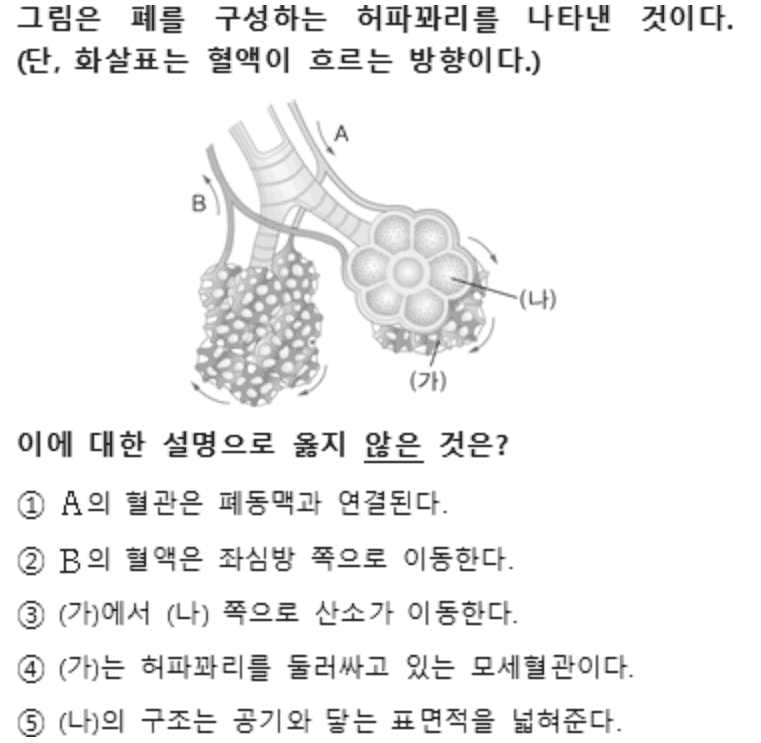 그림은 폐를 구성하는 허파꽈리를 나타낸 것이다.
(단, 화살표는 혈액이 흐르는 방향이다.)
A
B
(나)
(가)
이에 대한 설명으로 옳지 않은 것은?
① A의 혈관은 폐동맥과 연결된다.
② B의 혈액은 좌심방 쪽으로 이동한다.
③ (가)에서 (나) 쪽으로 산소가 이동한다.
④ (가)는 허파꽈리를 둘러싸고 있는 모세혈관이다.
⑤ (나)의 구조는 공기와 닿는 표면적을 넓혀준다.